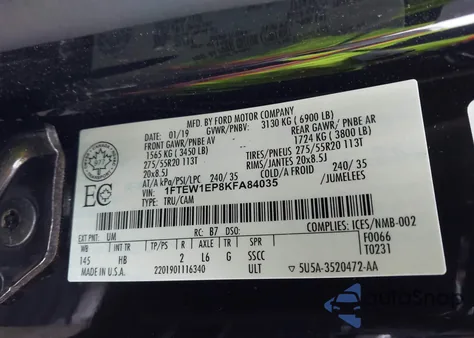 MFD. BY FORD MOTOR COMPANY
DATE: 01/19 GVWR/PNBV: 3130 KG ( 6900 LB)
FRONT GAWR/ PNBE AV REAR GAWR/ PNBE AR
1565 KG ( 3450 LB) 1724 KG ( 3800 LB)
275/55R20 113T TIRES/PNEUS 275/55R20 113T
20x8.5J RIMS/JANTES 20x8.5J
AT/A kPa/PSI/LPC 240/ 35 COLD/A FROID 240/ 35
VIN: 1FTEW1EP8KFA84035 /JUMELEES
TYPE: TRU/CAM
COMPLIANT: ICES/NMB-002
EXT PNT: UM RC: B7 DSO: F0066
WB INT TR TP/PS R AXLE TR SPR T0231
145 HB 2 L6 G SSCC
MADE IN U.S.A. 2201901116340 ULT 5U5A-3520472-AA
AutoSnap